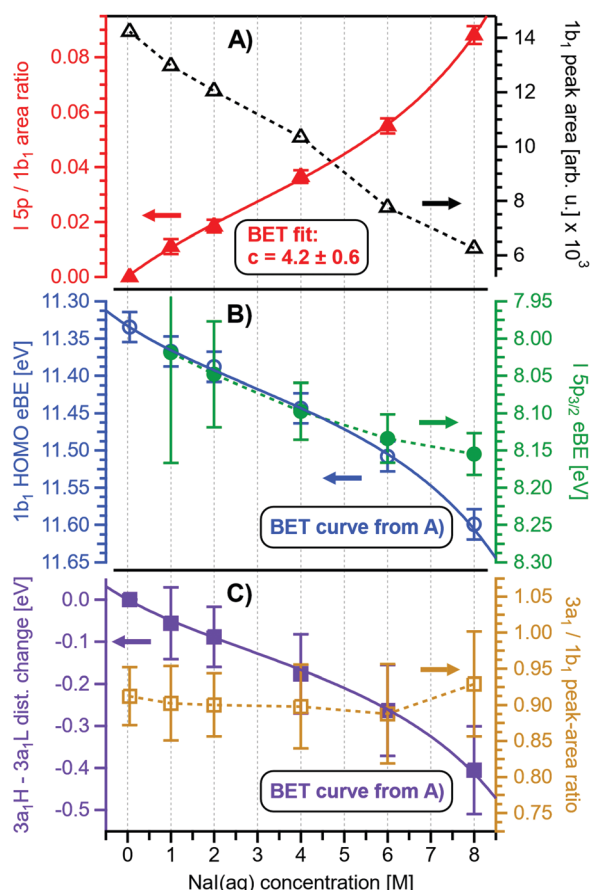 A)
I 5p / 1b₁ area ratio
0.08
0.06
0.04
0.02
0.00
BET fit:
c = 4.2 ± 0.6
14
12
10
8
6
1b₁ peak area [arb. u.] x 10³
B)
1b₁ HOMO eBE [eV]
11.30
11.35
11.40
11.45
11.50
11.55
11.60
11.65
BET curve from A)
7.95
8.00
8.05
8.10
8.15
8.20
8.25
8.30
I 5p₃/₂ eBE [eV]
C)
3a₁H - 3a₁L dist. change [eV]
0.0
-0.1
-0.2
-0.3
-0.4
-0.5
BET curve from A)
1.05
1.00
0.95
0.90
0.85
0.80
0.75
3a₁ / 1b₁ peak-area ratio
0 1 2 3 4 5 6 7 8
NaI(aq) concentration [M]